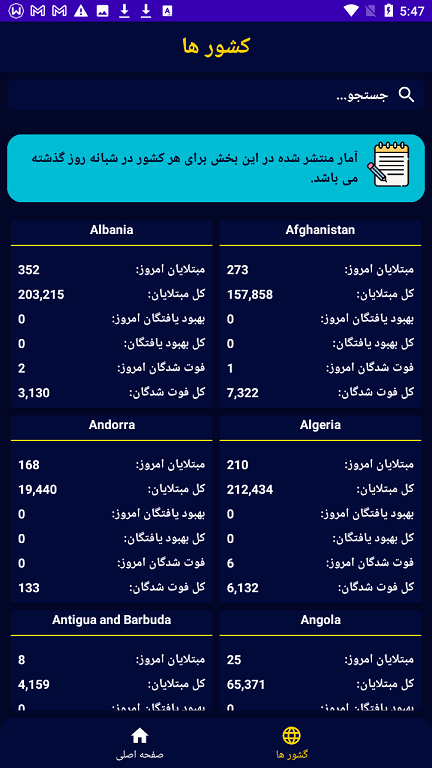 5:47
کشور ها
جستجو...
آمار منتشر شده در این بخش برای هر کشور در شبانه روز گذشته
می باشد.
Afghanistan
مبتلایان امروز: 273
کل مبتلایان: 157,858
بهبود یافتگان امروز: 0
کل بهبود یافتگان: 0
فوت شدگان امروز: 1
کل فوت شدگان: 7,322
Albania
مبتلایان امروز: 352
کل مبتلایان: 203,215
بهبود یافتگان امروز: 0
کل بهبود یافتگان: 0
فوت شدگان امروز: 2
کل فوت شدگان: 3,130
Algeria
مبتلایان امروز: 210
کل مبتلایان: 212,434
بهبود یافتگان امروز: 0
کل بهبود یافتگان: 0
فوت شدگان امروز: 6
کل فوت شدگان: 6,132
Andorra
مبتلایان امروز: 168
کل مبتلایان: 19,440
بهبود یافتگان امروز: 0
کل بهبود یافتگان: 0
فوت شدگان امروز: 0
کل فوت شدگان: 133
Angola
مبتلایان امروز: 25
کل مبتلایان: 65,371
بهبود یافتگان امروز: 0
Antigua and Barbuda
مبتلایان امروز: 8
کل مبتلایان: 4,159
بهبود یافتگان امروز: 0
گشور ها
صفحه اصلی